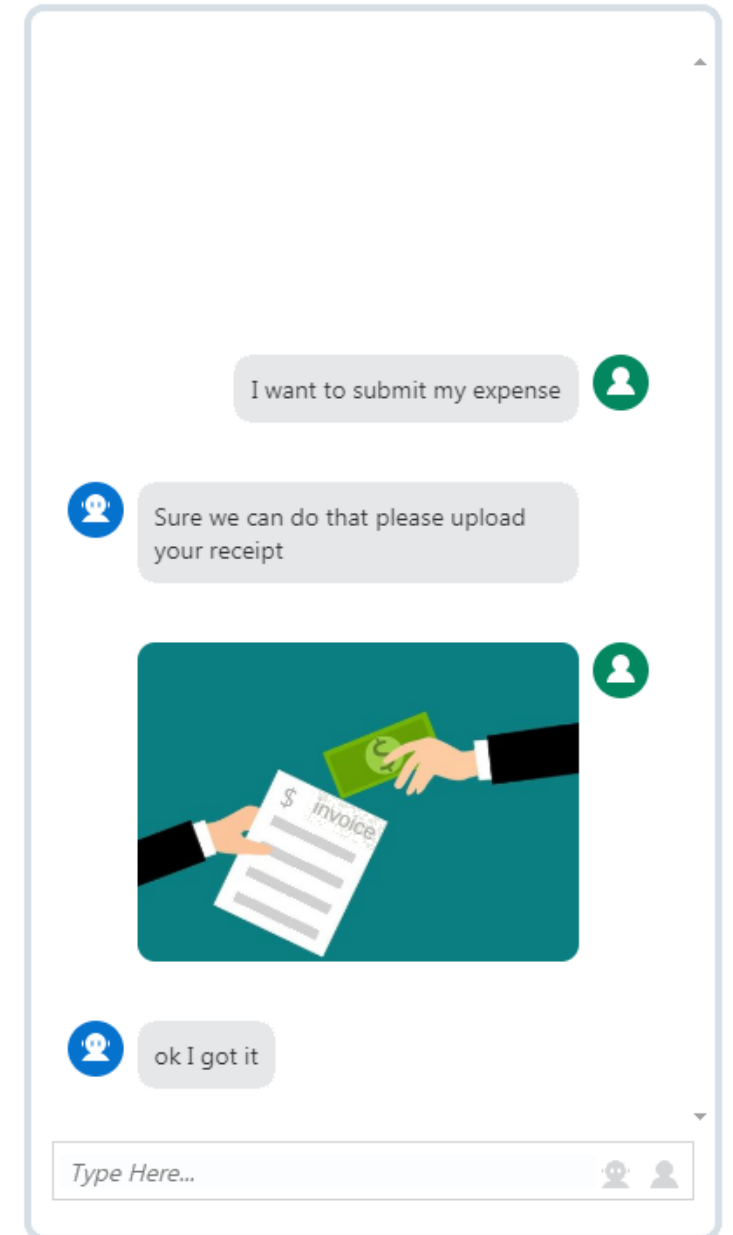 I want to submit my expense
Sure we can do that please upload
your receipt
$ invoice
ok I got it
Type Here...